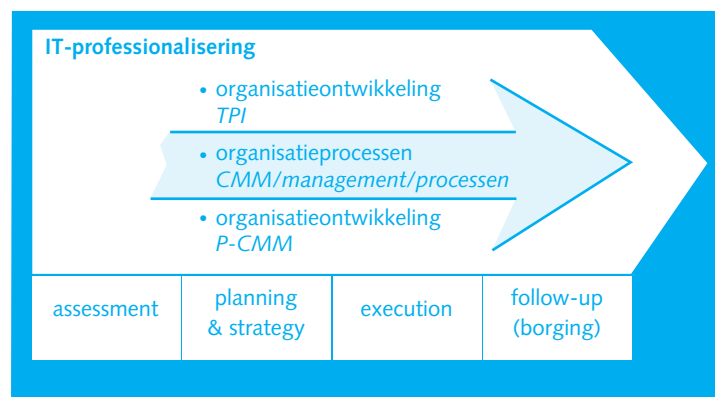 IT-professionalisering
• organisatieontwikkeling
TPI
• organisatieprocessen
CMM/management/processen
• organisatieontwikkeling
P-CMM
assessment
planning
& strategy
execution
follow-up
(borging)